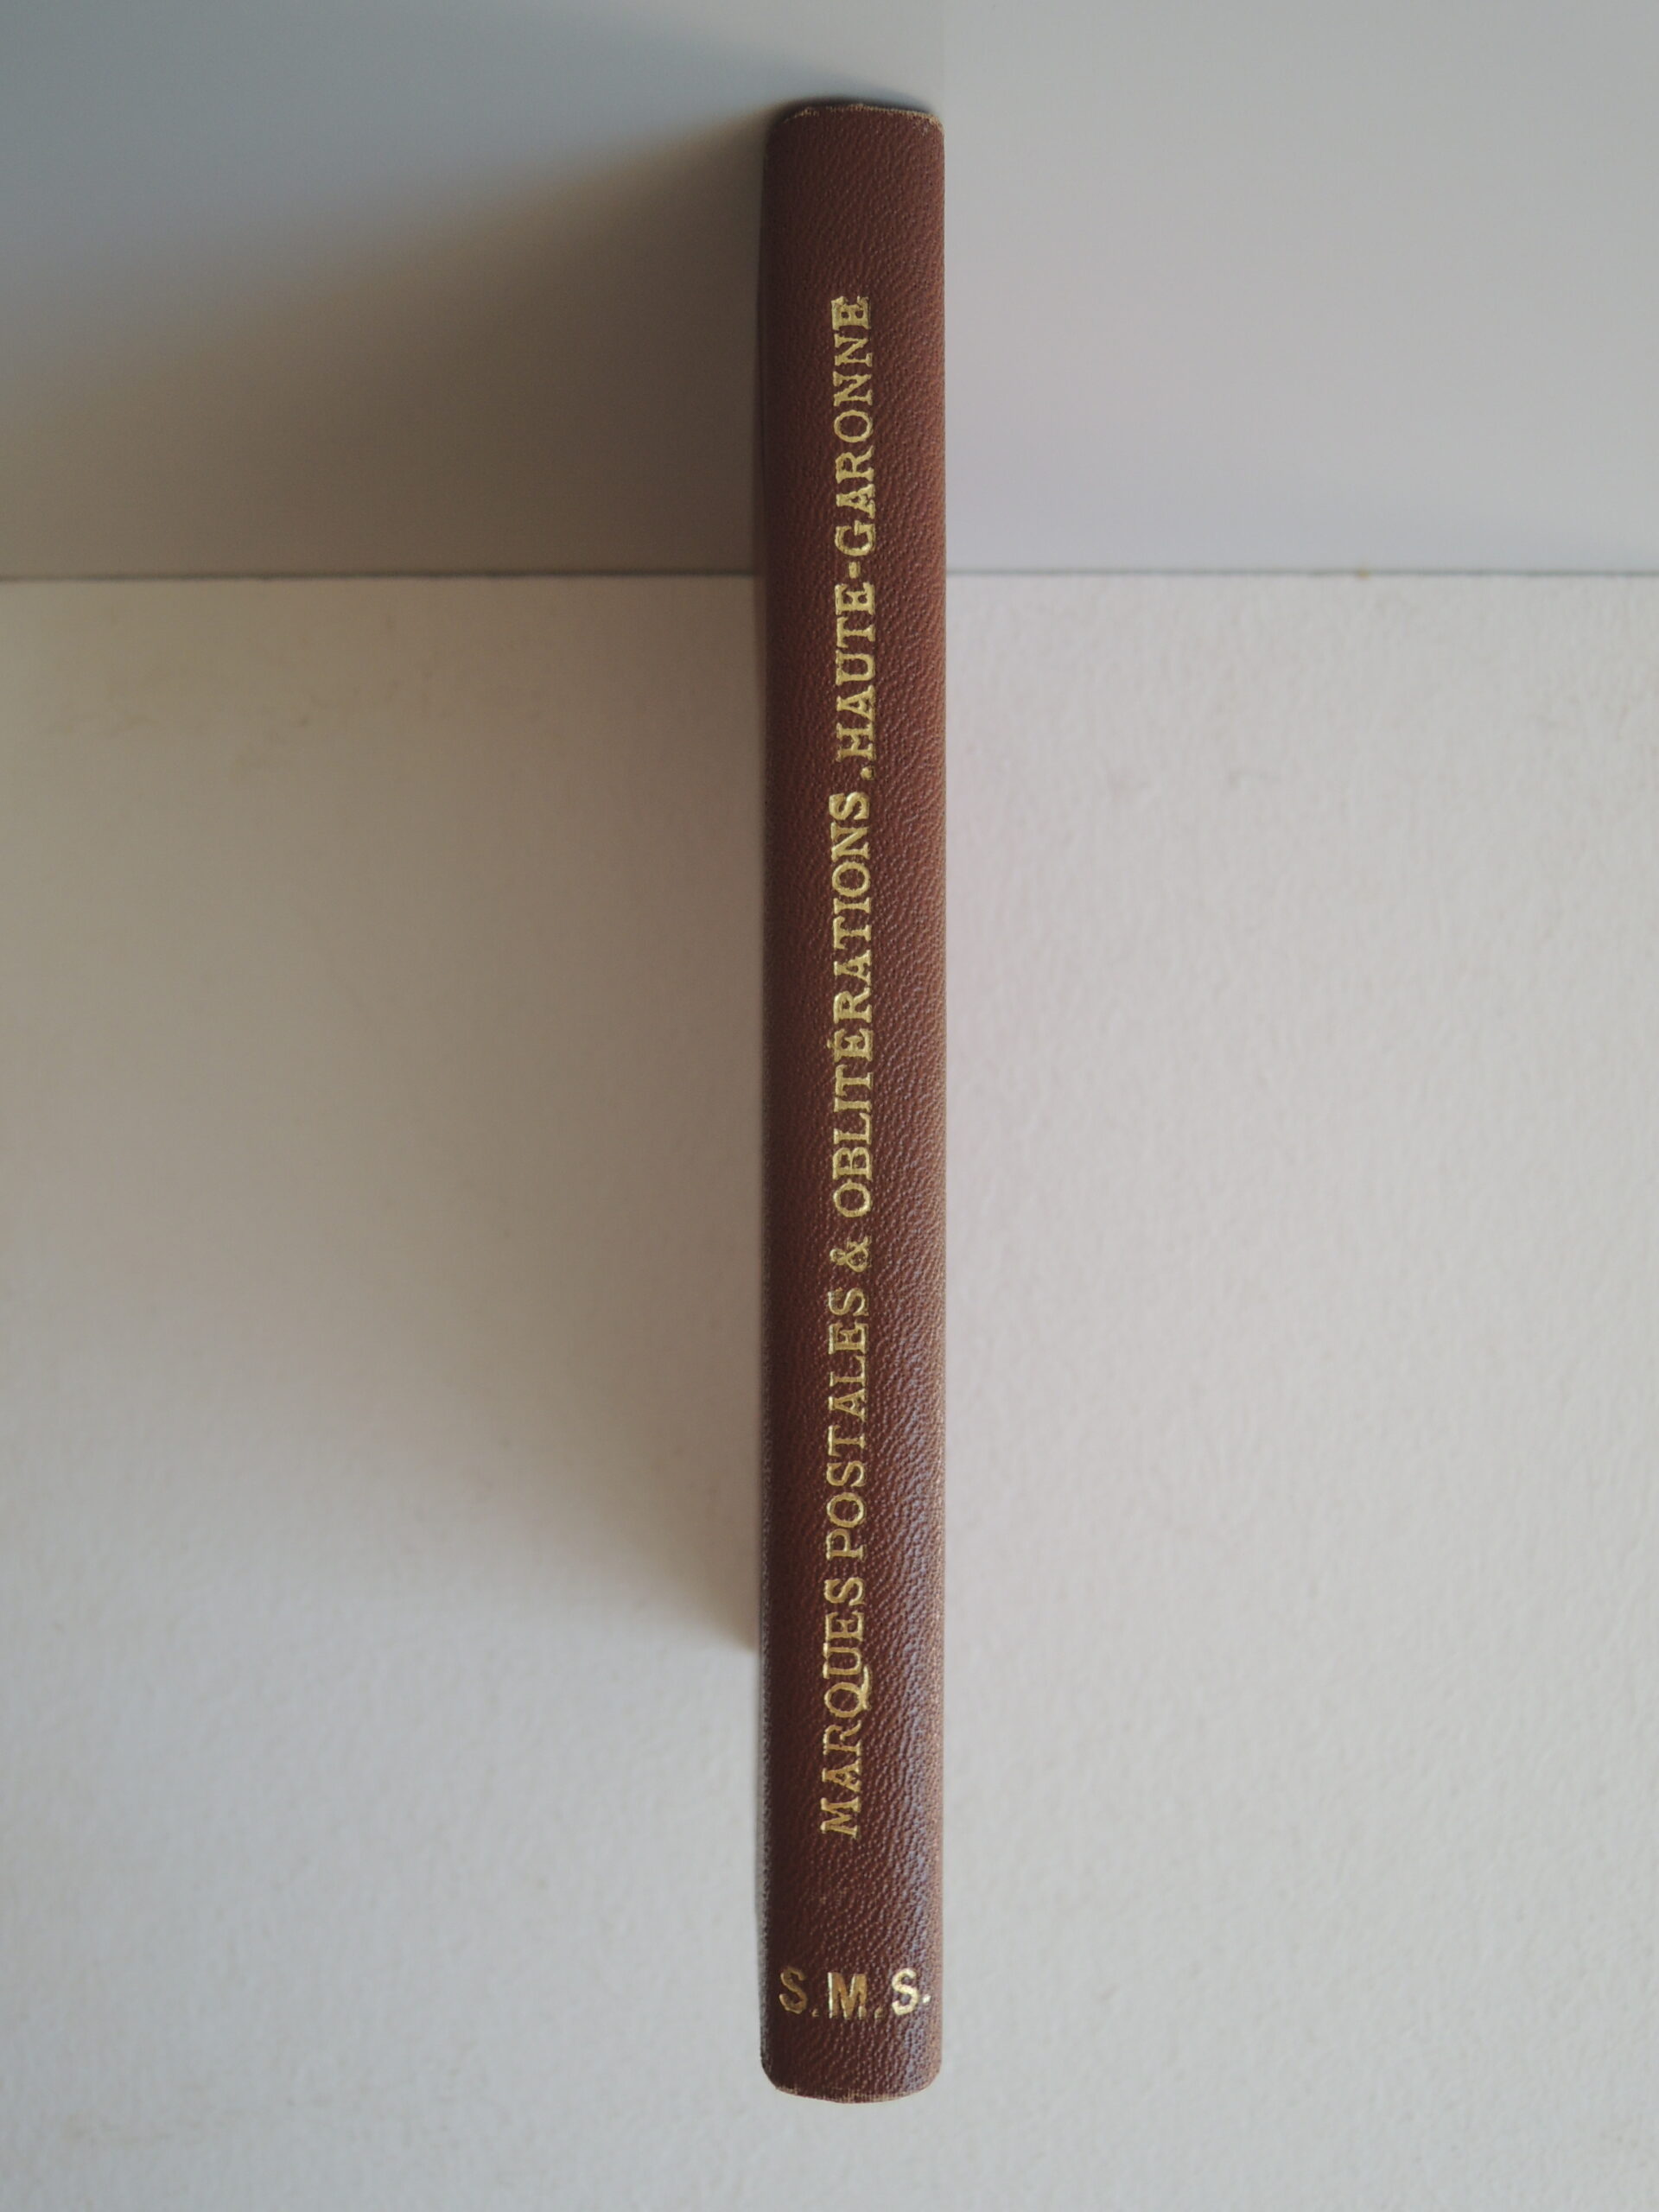 MARQUES POSTALES & OBLITÉRATIONS.HAUTE-GARONNE
S.M.S.